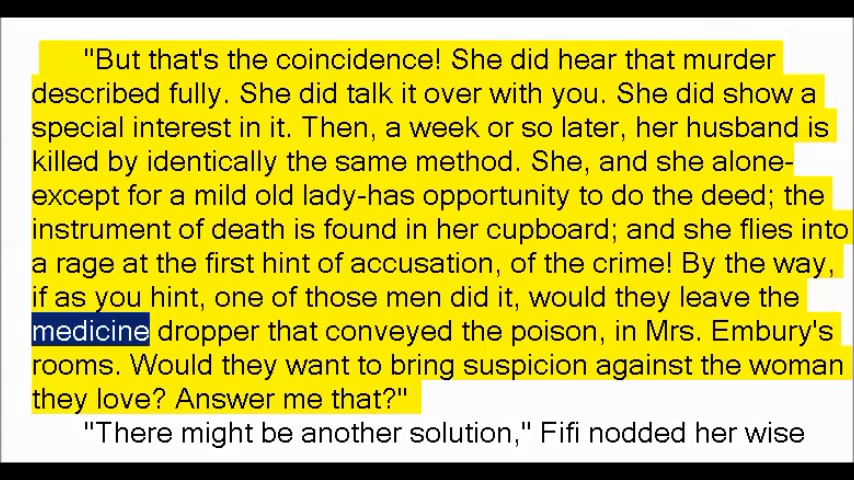 "But that's the coincidence! She did hear that murder
described fully. She did talk it over with you. She did show a
special interest in it. Then, a week or so later, her husband is
killed by identically the same method. She, and she alone-
except for a mild old lady-has opportunity to do the deed; the
instrument of death is found in her cupboard; and she flies into
a rage at the first hint of accusation, of the crime! By the way,
if as you hint, one of those men did it, would they leave the
medicine dropper that conveyed the poison, in Mrs. Embury's
rooms. Would they want to bring suspicion against the woman
they love? Answer me that?"
"There might be another solution," Fifi nodded her wise